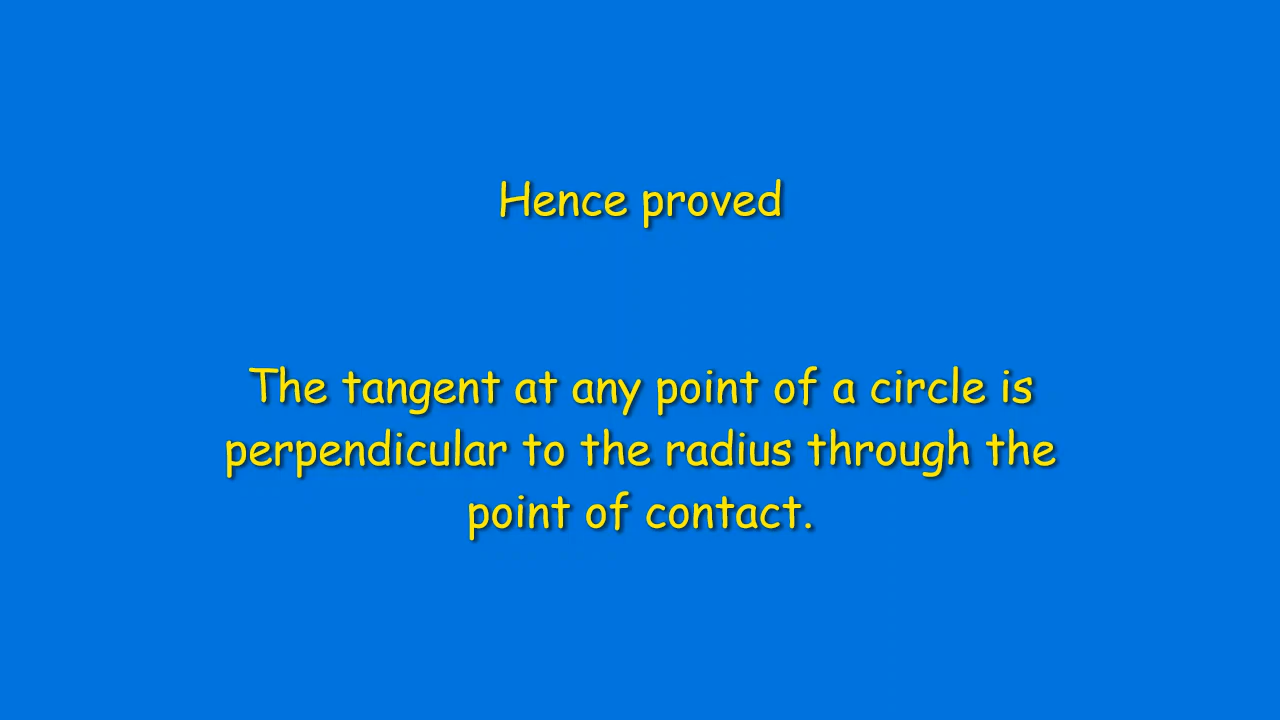 Hence proved
The tangent at any point of a circle is
perpendicular to the radius through the
point of contact.